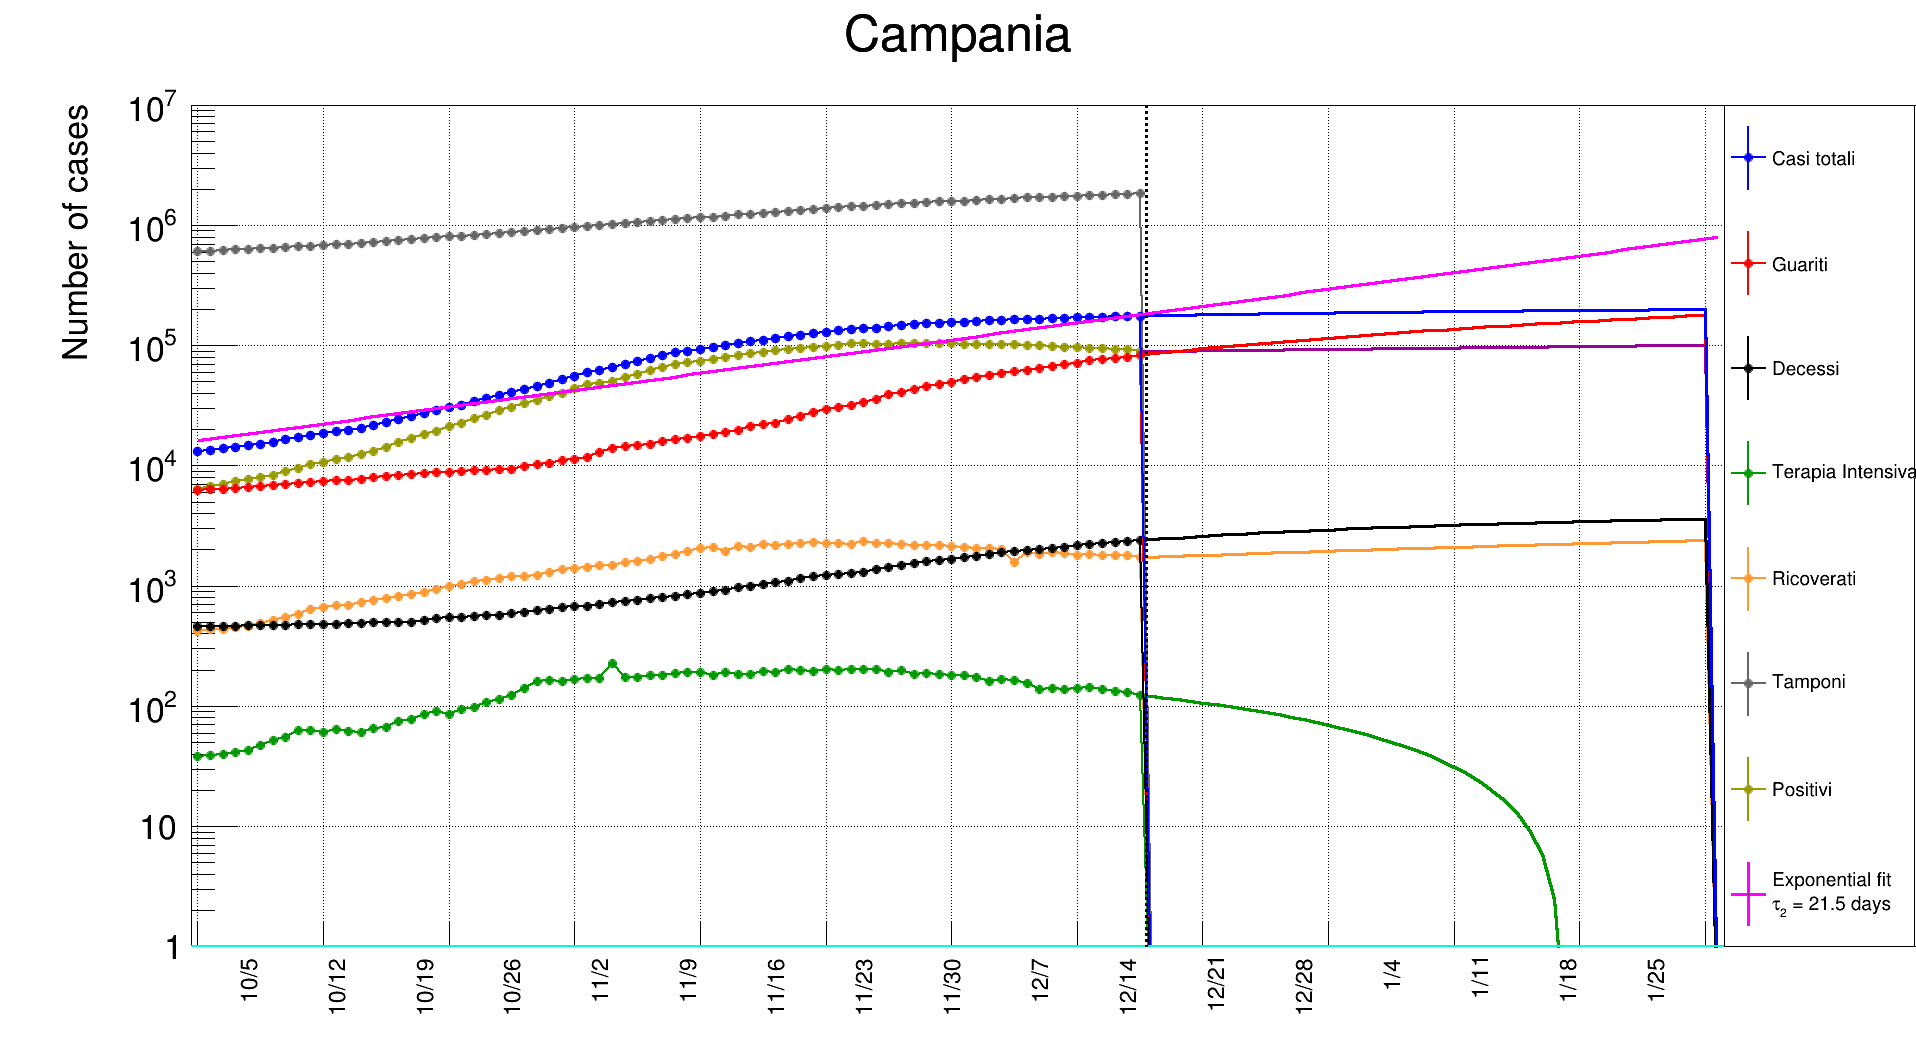 Campania
Number of cases
10^7
10^6
10^5
10^4
10^3
10^2
10
1
10/5
10/12
10/19
10/26
11/2
11/9
11/16
11/23
11/30
12/7
12/14
12/21
12/28
1/4
1/11
1/18
1/25
Casi totali
Guariti
Decessi
Terapia Intensiva
Ricoverati
Tamponi
Positivi
Exponential fit
τ₂ = 21.5 days